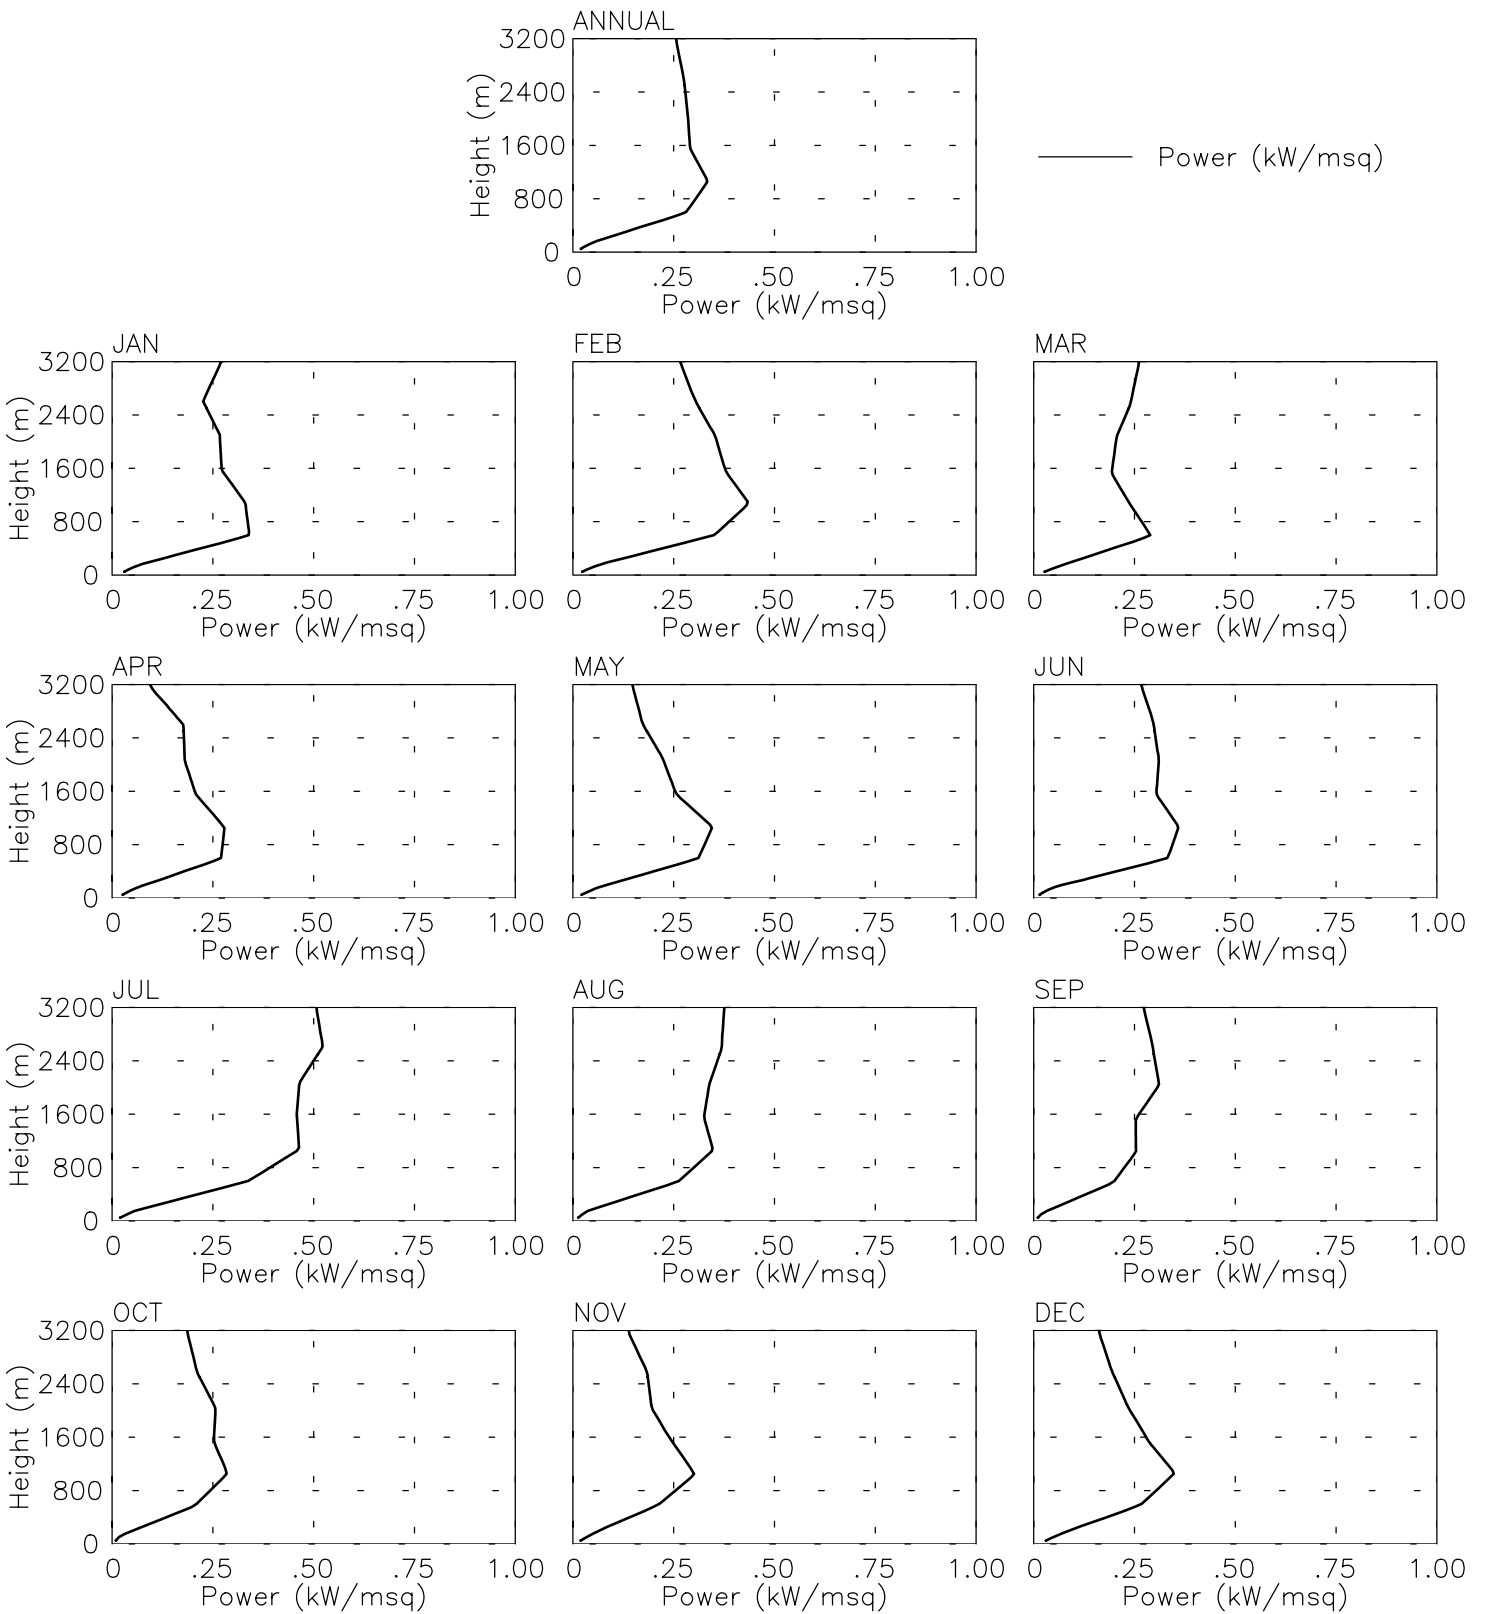 ANNUAL
3200
2400
1600
800
0
Height (m)
0 .25 .50 .75 1.00
Power (kW/msq)
Power (kW/msq)
JAN
3200
2400
1600
800
0
Height (m)
0 .25 .50 .75 1.00
Power (kW/msq)
FEB
0 .25 .50 .75 1.00
Power (kW/msq)
MAR
0 .25 .50 .75 1.00
Power (kW/msq)
APR
3200
2400
1600
800
0
Height (m)
0 .25 .50 .75 1.00
Power (kW/msq)
MAY
0 .25 .50 .75 1.00
Power (kW/msq)
JUN
0 .25 .50 .75 1.00
Power (kW/msq)
JUL
3200
2400
1600
800
0
Height (m)
0 .25 .50 .75 1.00
Power (kW/msq)
AUG
0 .25 .50 .75 1.00
Power (kW/msq)
SEP
0 .25 .50 .75 1.00
Power (kW/msq)
OCT
3200
2400
1600
800
0
Height (m)
0 .25 .50 .75 1.00
Power (kW/msq)
NOV
0 .25 .50 .75 1.00
Power (kW/msq)
DEC
0 .25 .50 .75 1.00
Power (kW/msq)